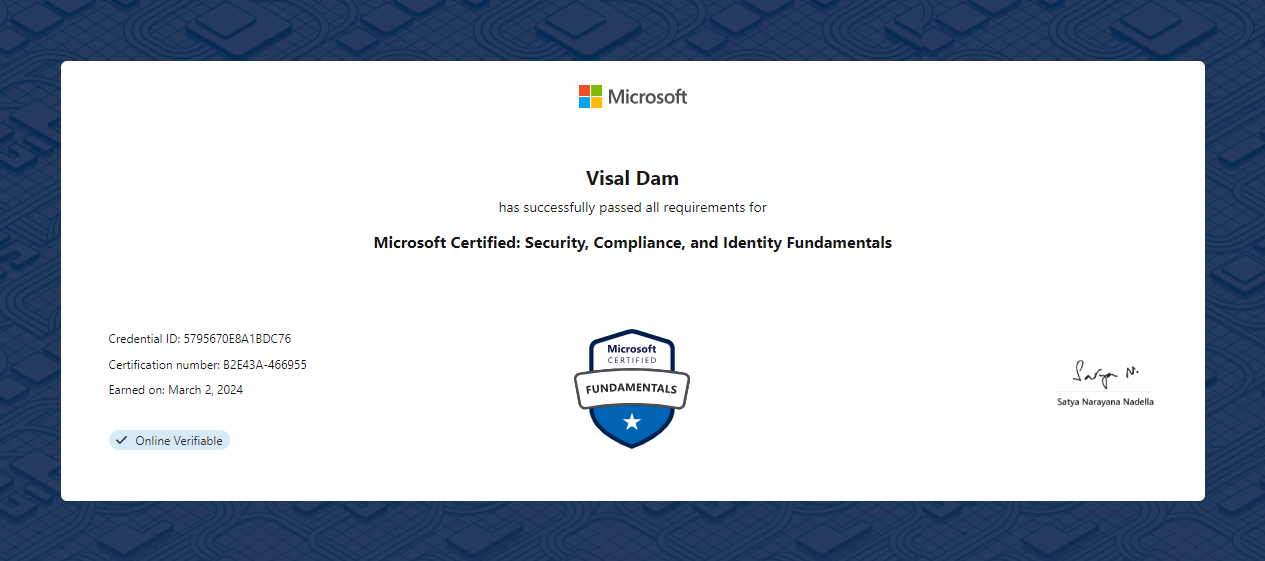 Microsoft
Visal Dam
has successfully passed all requirements for
Microsoft Certified: Security, Compliance, and Identity Fundamentals
Credential ID: 5795670E8A1BDC76
Certification number: B2E43A-466955
Earned on: March 2, 2024
Online Verifiable
Microsoft
CERTIFIED
FUNDAMENTALS
Satya N.
Satya Narayana Nadella